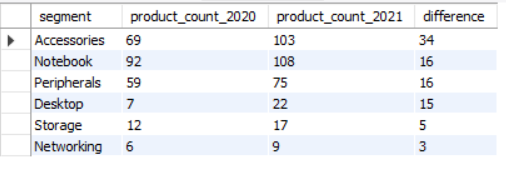 segment product_count_2020 product_count_2021 difference
Accessories 69 103 34
Notebook 92 108 16
Peripherals 59 75 16
Desktop 7 22 15
Storage 12 17 5
Networking 6 9 3